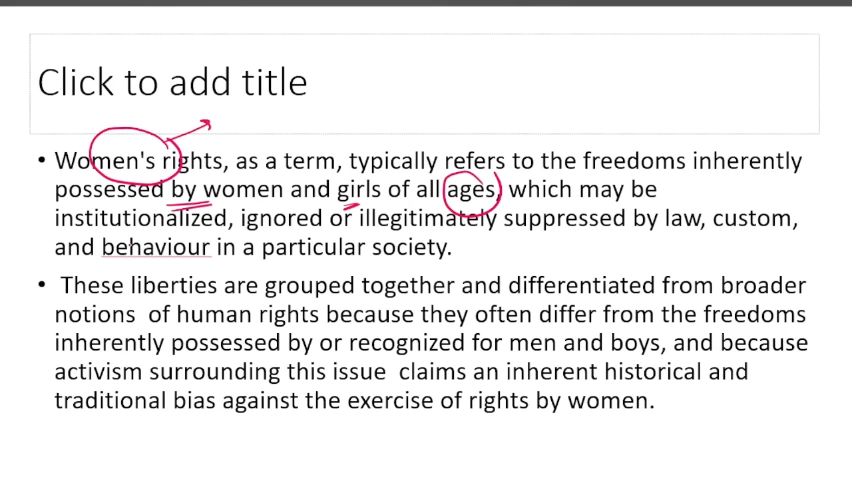 Click to add title
• Women's rights, as a term, typically refers to the freedoms inherently
possessed by women and girls of all ages, which may be
institutionalized, ignored or illegitimately suppressed by law, custom,
and behaviour in a particular society.
• These liberties are grouped together and differentiated from broader
notions of human rights because they often differ from the freedoms
inherently possessed by or recognized for men and boys, and because
activism surrounding this issue claims an inherent historical and
traditional bias against the exercise of rights by women.